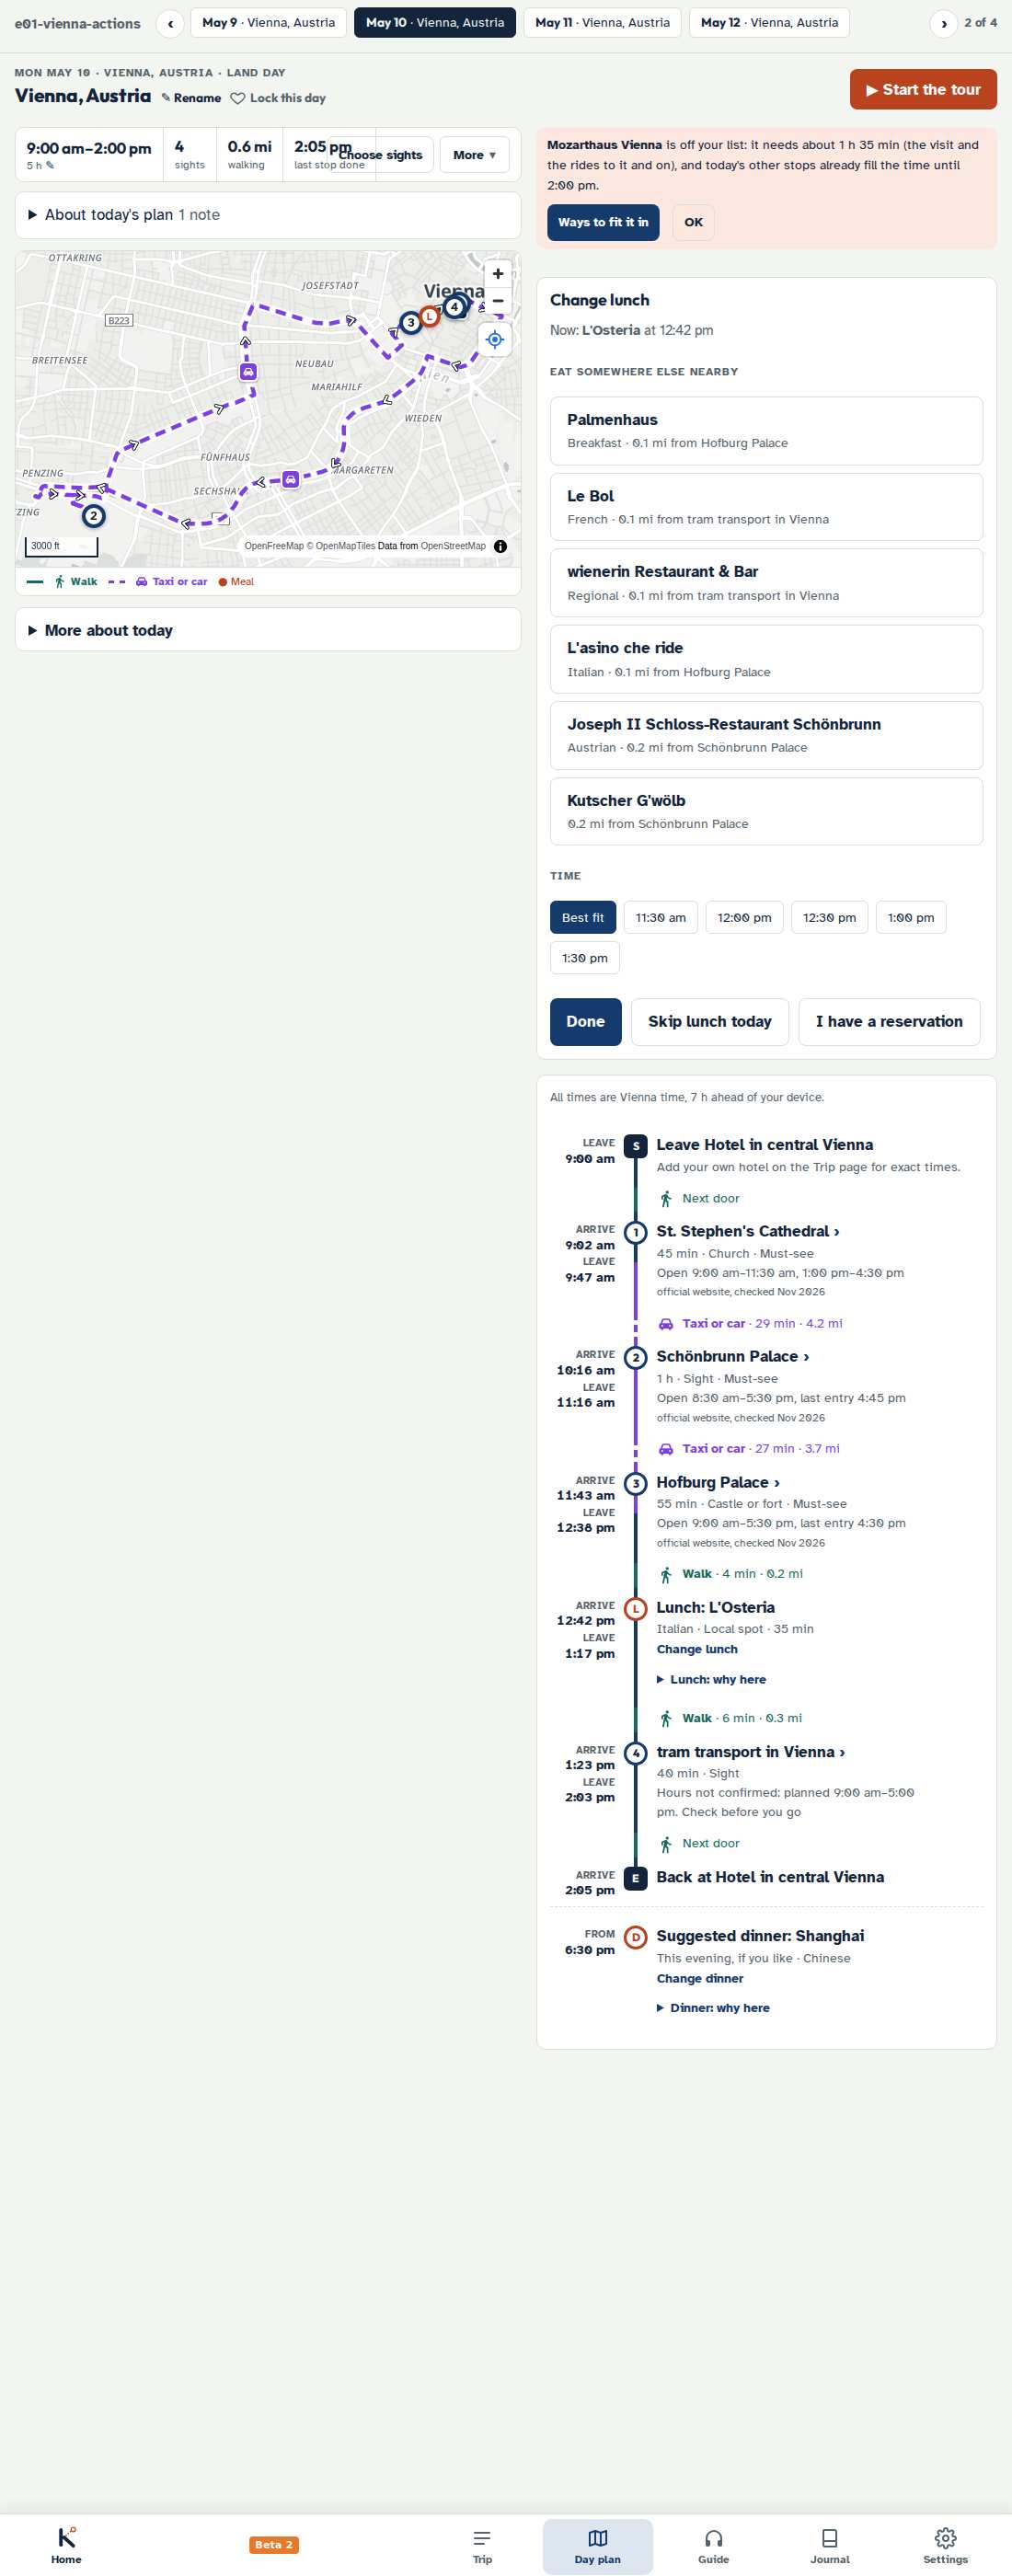 e01-vienna-actions
‹
May 9 · Vienna, Austria
May 10 · Vienna, Austria
May 11 · Vienna, Austria
May 12 · Vienna, Austria
›
2 of 4
MON MAY 10 · VIENNA, AUSTRIA · LAND DAY
Vienna, Austria
✎ Rename
Lock this day
▶ Start the tour
9:00 am–2:00 pm
5 h ✎
4
sights
0.6 mi
walking
2:05 pm
last stop done
Choose sights
More ▾
▶ About today's plan 1 note
OTTAKRING
JOSEFSTADT
Vienna
B223
BREITENSEE
NEUBAU
MARIAHILF
WIEDEN
FÜNFHAUS
MARGARETEN
PENZING
SECHSHAU
ZING
Wien
+
−
2
3
L
4
3000 ft
OpenFreeMap © OpenMapTiles Data from OpenStreetMap
Walk
Taxi or car
Meal
▶ More about today
Mozarthaus Vienna is off your list: it needs about 1 h 35 min (the visit and
the rides to it and on), and today's other stops already fill the time until
2:00 pm.
Ways to fit it in
OK
Change lunch
Now: L'Osteria at 12:42 pm
EAT SOMEWHERE ELSE NEARBY
Palmenhaus
Breakfast · 0.1 mi from Hofburg Palace
Le Bol
French · 0.1 mi from tram transport in Vienna
wienerin Restaurant & Bar
Regional · 0.1 mi from tram transport in Vienna
L'asino che ride
Italian · 0.1 mi from Hofburg Palace
Joseph II Schloss-Restaurant Schönbrunn
Austrian · 0.2 mi from Schönbrunn Palace
Kutscher G'wölb
0.2 mi from Schönbrunn Palace
TIME
Best fit
11:30 am
12:00 pm
12:30 pm
1:00 pm
1:30 pm
Done
Skip lunch today
I have a reservation
All times are Vienna time, 7 h ahead of your device.
LEAVE
9:00 am
S
Leave Hotel in central Vienna
Add your own hotel on the Trip page for exact times.
Next door
ARRIVE
9:02 am
LEAVE
9:47 am
1
St. Stephen's Cathedral ›
45 min · Church · Must-see
Open 9:00 am–11:30 am, 1:00 pm–4:30 pm
official website, checked Nov 2026
Taxi or car · 29 min · 4.2 mi
ARRIVE
10:16 am
LEAVE
11:16 am
2
Schönbrunn Palace ›
1 h · Sight · Must-see
Open 8:30 am–5:30 pm, last entry 4:45 pm
official website, checked Nov 2026
Taxi or car · 27 min · 3.7 mi
ARRIVE
11:43 am
LEAVE
12:38 pm
3
Hofburg Palace ›
55 min · Castle or fort · Must-see
Open 9:00 am–5:30 pm, last entry 4:30 pm
official website, checked Nov 2026
Walk · 4 min · 0.2 mi
ARRIVE
12:42 pm
LEAVE
1:17 pm
L
Lunch: L'Osteria
Italian · Local spot · 35 min
Change lunch
▶ Lunch: why here
Walk · 6 min · 0.3 mi
ARRIVE
1:23 pm
LEAVE
2:03 pm
4
tram transport in Vienna ›
40 min · Sight
Hours not confirmed: planned 9:00 am–5:00
pm. Check before you go
Next door
ARRIVE
2:05 pm
E
Back at Hotel in central Vienna
FROM
6:30 pm
D
Suggested dinner: Shanghai
This evening, if you like · Chinese
Change dinner
▶ Dinner: why here
Home
Beta 2
Trip
Day plan
Guide
Journal
Settings